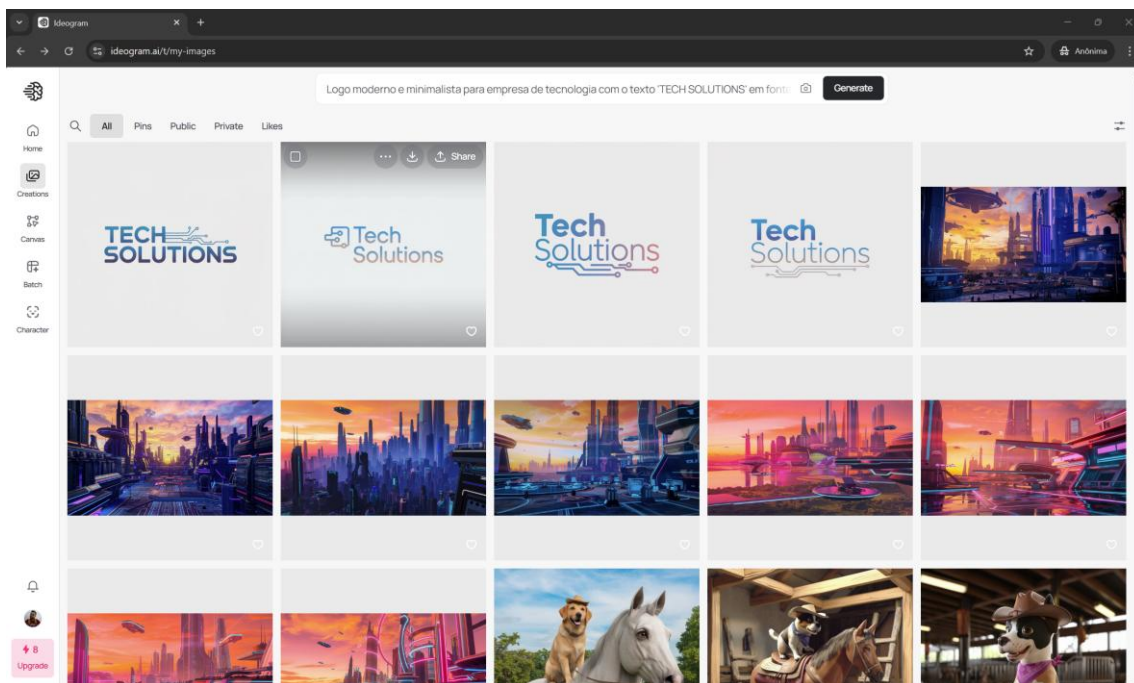 Ideogram
ideogram.ai/t/my-images
Anônima
Logo moderno e minimalista para empresa de tecnologia com o texto 'TECH SOLUTIONS' em fonte
Generate
All Pins Public Private Likes
Home
Creations
Canvas
Batch
Character
Share
TECH
SOLUTIONS
Tech
Solutions
Tech
Solutions
Tech
Solutions
8
Upgrade